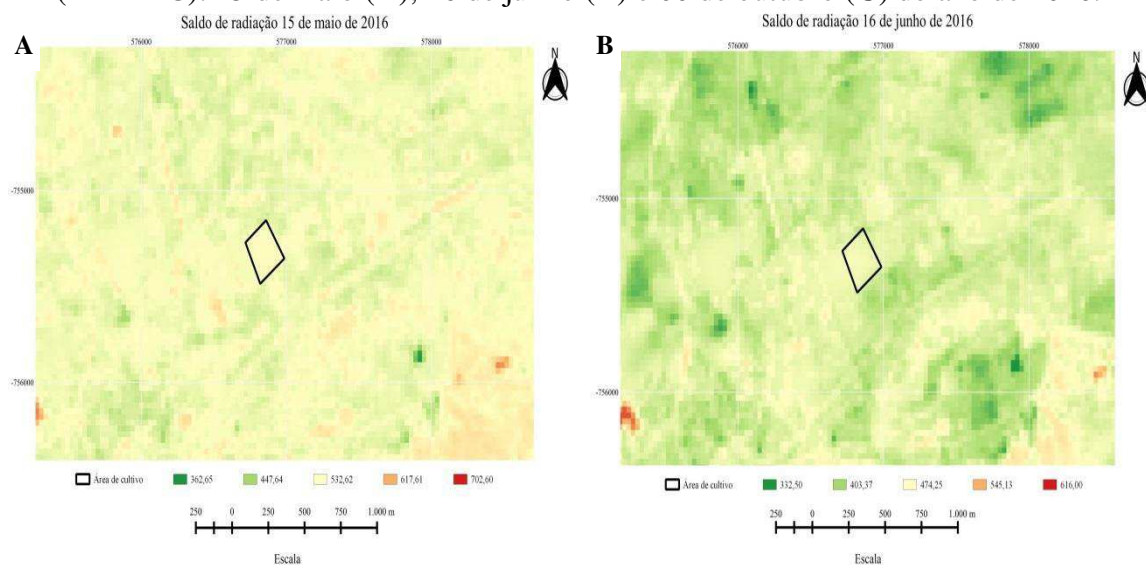 Saldo de radiação 15 de maio de 2016
A
576000 577000 578000
N
-755000
-756000
Área de cultivo 362,65 447,64 532,62 617,61 702,60
250 0 250 500 750 1.000 m
Escala
Saldo de radiação 16 de junho de 2016
B
576000 577000 578000
N
-755000
-756000
Área de cultivo 332,50 403,37 474,25 545,13 616,00
250 0 250 500 750 1.000 m
Escala